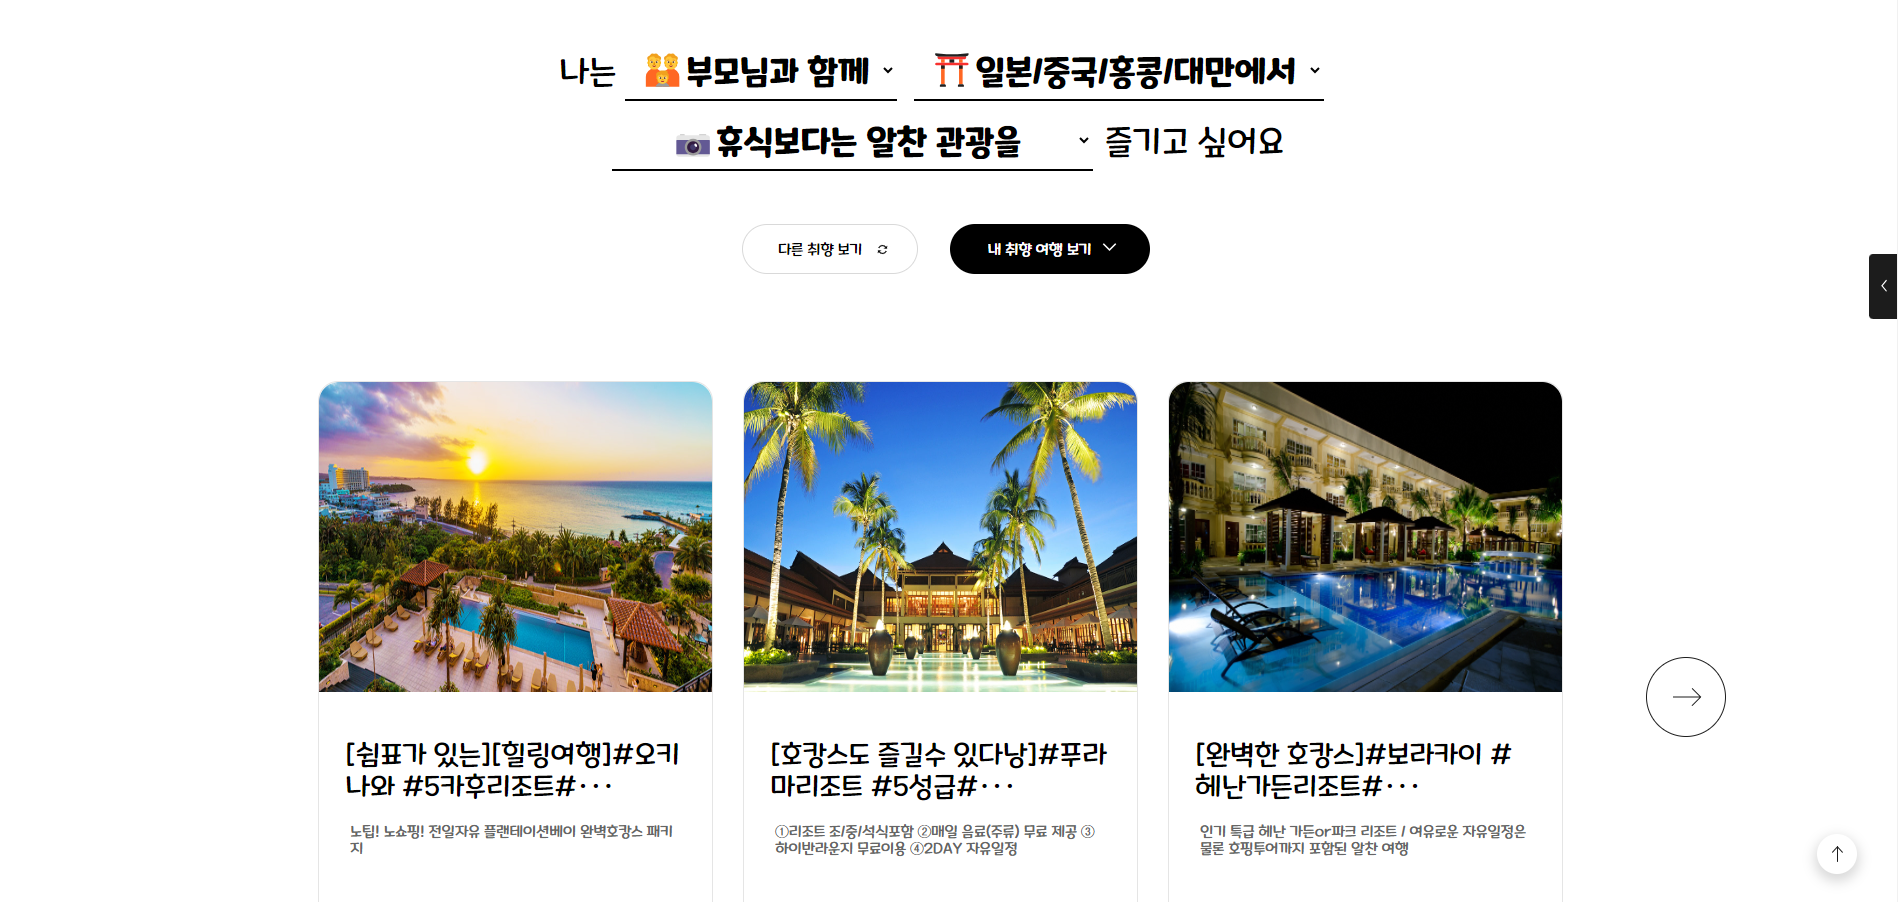 나는 부모님과 함께 일본/중국/홍콩/대만에서
휴식보다는 알찬 관광을 즐기고 싶어요
다른 취향 보기 내 취향 여행 보기
[쉼표가 있는][힐링여행]#오키
나와 #5카후리조트#···
노팁! 노쇼핑! 전일자유 플랜테이션베이 완벽호캉스 패키
지
[호캉스도 즐길수 있다낭]#푸라
마리조트 #5성급#···
①리조트 조/중/석식포함 ②매일 음료(주류) 무료 제공 ③
하이반라운지 무료이용 ④2DAY 자유일정
[완벽한 호캉스]#보라카이 #
헤난가든리조트#···
인기 특급 헤난 가든or파크 리조트 / 여유로운 자유일정은
물론 호핑투어까지 포함된 알찬 여행